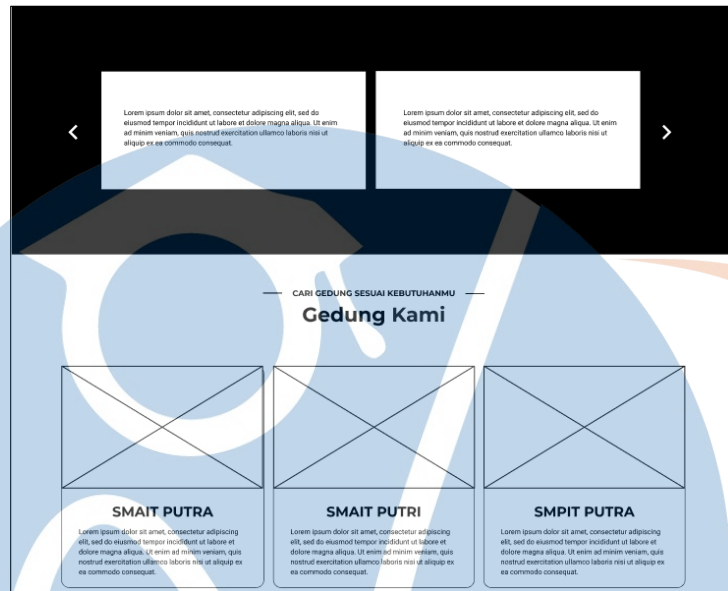 Lorem ipsum dolor sit amet, consectetur adipiscing elit, sed do
eiusmod tempor incididunt ut labore et dolore magna aliqua. Ut enim
ad minim veniam, quis nostrud exercitation ullamco laboris nisi ut
aliquip ex ea commodo consequat.
Lorem ipsum dolor sit amet, consectetur adipiscing elit, sed do
eiusmod tempor incididunt ut labore et dolore magna aliqua. Ut enim
ad minim veniam, quis nostrud exercitation ullamco laboris nisi ut
aliquip ex ea commodo consequat.
CARI GEDUNG SESUAI KEBUTUHANMU
Gedung Kami
SMAIT PUTRA
Lorem ipsum dolor sit amet, consectetur adipiscing
elit, sed do eiusmod tempor incididunt ut labore et
dolore magna aliqua. Ut enim ad minim veniam, quis
nostrud exercitation ullamco laboris nisi ut aliquip ex
ea commodo consequat.
SMAIT PUTRI
Lorem ipsum dolor sit amet, consectetur adipiscing
elit, sed do eiusmod tempor incididunt ut labore et
dolore magna aliqua. Ut enim ad minim veniam, quis
nostrud exercitation ullamco laboris nisi ut aliquip ex
ea commodo consequat.
SMPIT PUTRA
Lorem ipsum dolor sit amet, consectetur adipiscing
elit, sed do eiusmod tempor incididunt ut labore et
dolore magna aliqua. Ut enim ad minim veniam, quis
nostrud exercitation ullamco laboris nisi ut aliquip ex
ea commodo consequat.